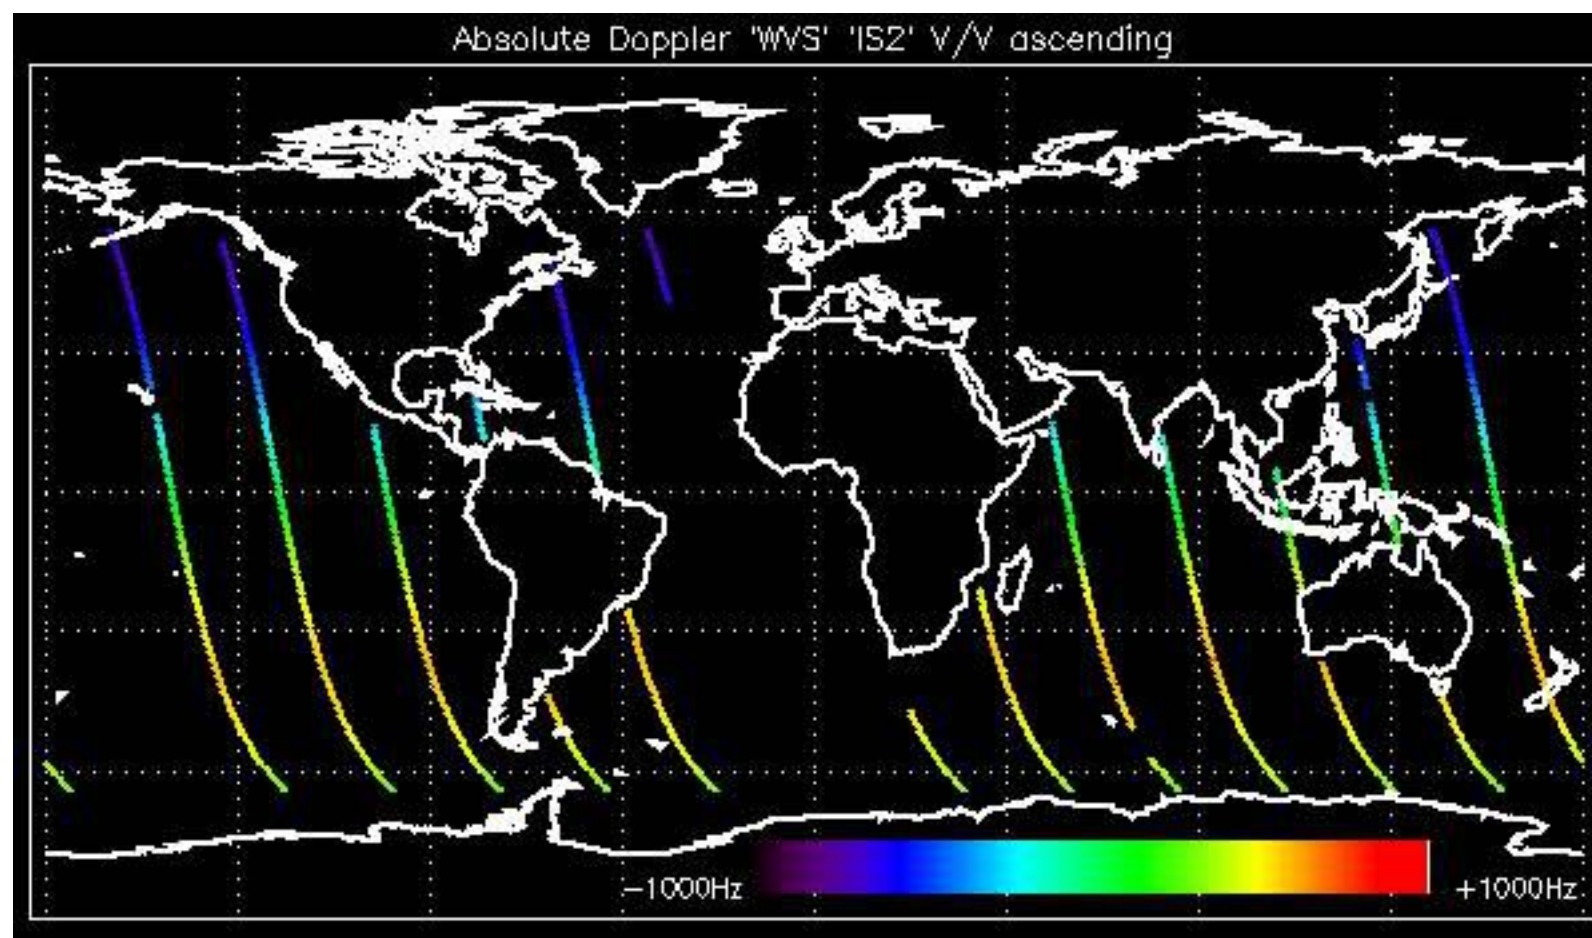 Absolute Doppler 'WVS' 'IS2' V/V ascending
-1000Hz
+1000Hz